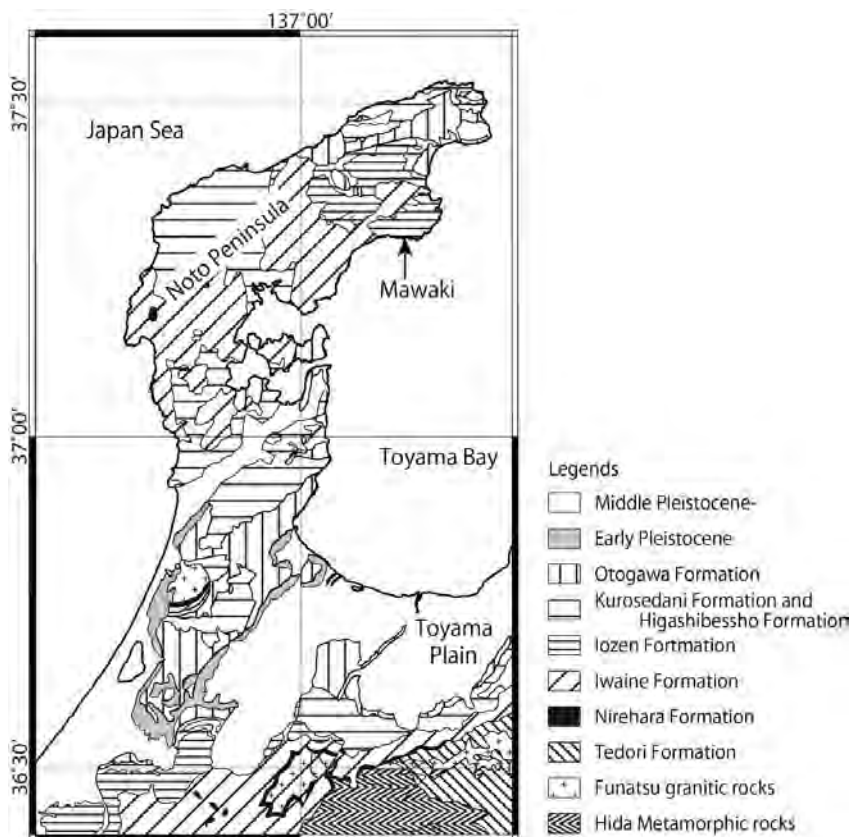 137°00′
37°30′
Japan Sea
Noto Peninsula
Mawaki
37°00′
Toyama Bay
Legends
Middle Pleistocene-
Early Pleistocene
Otogawa Formation
Kurosedani Formation and
Higashibessho Formation
Iozen Fortmation
Iwaine Formation
Nirehara Formation
Tedori Formation
Funatsu granitic rocks
Hida Metamorphic rocks
Toyama
Plain
36°30′